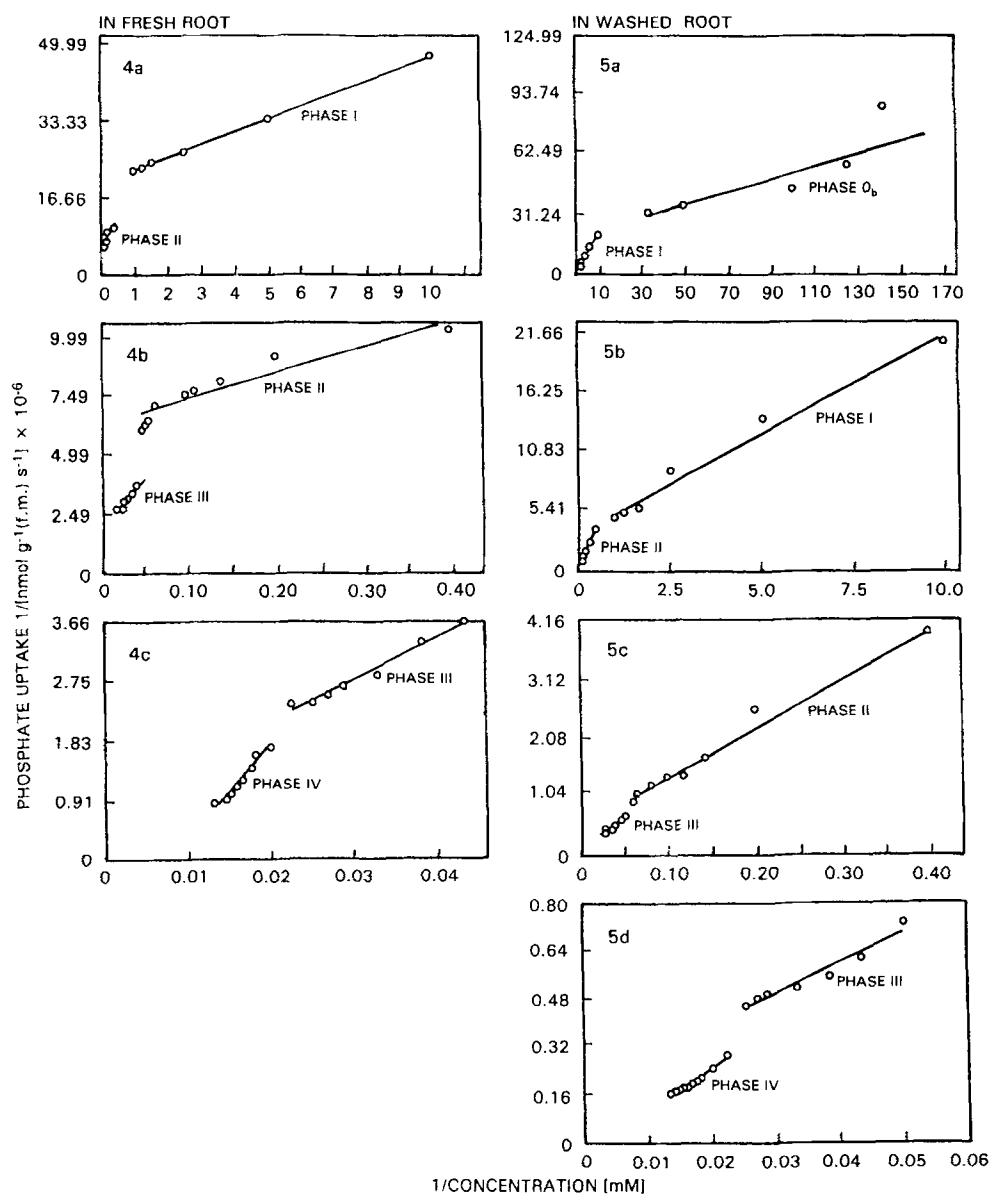 IN FRESH ROOT
4a
49.99
33.33
16.66
0
PHASE I
PHASE II
0 1 2 3 4 5 6 7 8 9 10
4b
9.99
7.49
4.99
2.49
0
PHASE II
PHASE III
0 0.10 0.20 0.30 0.40
4c
3.66
2.75
1.83
0.91
0
PHASE III
PHASE IV
0 0.01 0.02 0.03 0.04
IN WASHED ROOT
5a
124.99
93.74
62.49
31.24
0
PHASE 0b
PHASE I
10 30 50 70 90 110 130 150 170
5b
21.66
16.25
10.83
5.41
0
PHASE I
PHASE II
0 2.5 5.0 7.5 10.0
5c
4.16
3.12
2.08
1.04
0
PHASE II
PHASE III
0 0.10 0.20 0.30 0.40
5d
0.80
0.64
0.48
0.32
0.16
0
PHASE III
PHASE IV
0 0.01 0.02 0.03 0.04 0.05 0.06
PHOSPHATE UPTAKE 1/[nmol g⁻¹(f.m.) s⁻¹] × 10⁻⁶
1/CONCENTRATION [mM]